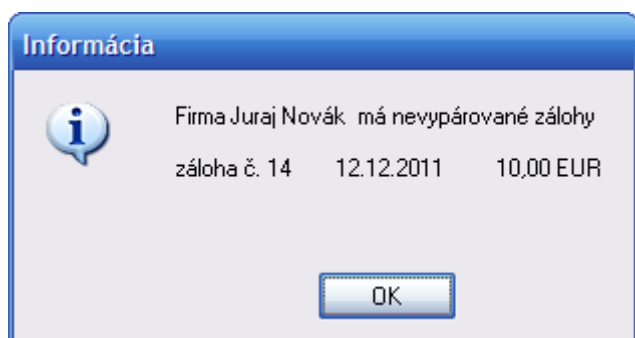 Informácia
Firma Juraj Novák má nevypárované zálohy
záloha č. 14 12.12.2011 10,00 EUR
OK